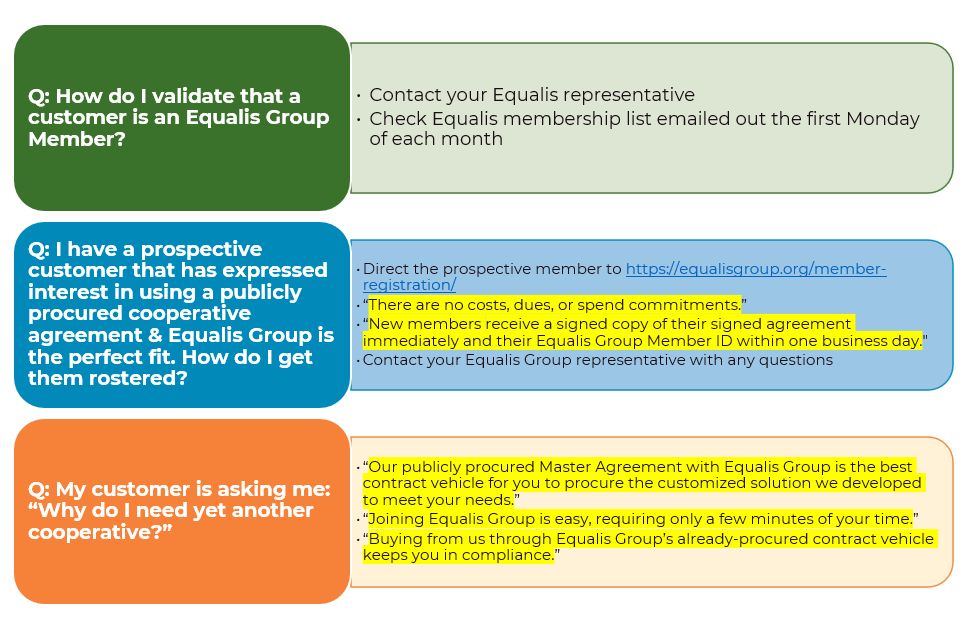 Q: How do I validate that a
customer is an Equalis Group
Member?
• Contact your Equalis representative
• Check Equalis membership list emailed out the first Monday
of each month
Q: I have a prospective
customer that has expressed
interest in using a publicly
procured cooperative
agreement & Equalis Group is
the perfect fit. How do I get
them rostered?
• Direct the prospective member to https://equalisgroup.org/member-
registration/
• “There are no costs, dues, or spend commitments.”
• “New members receive a signed copy of their signed agreement
immediately and their Equalis Group Member ID within one business day."
• Contact your Equalis Group representative with any questions
Q: My customer is asking me:
“Why do I need yet another
cooperative?”
• “Our publicly procured Master Agreement with Equalis Group is the best
contract vehicle for you to procure the customized solution we developed
to meet your needs.”
• “Joining Equalis Group is easy, requiring only a few minutes of your time.”
• “Buying from us through Equalis Group’s already-procured contract vehicle
keeps you in compliance.”